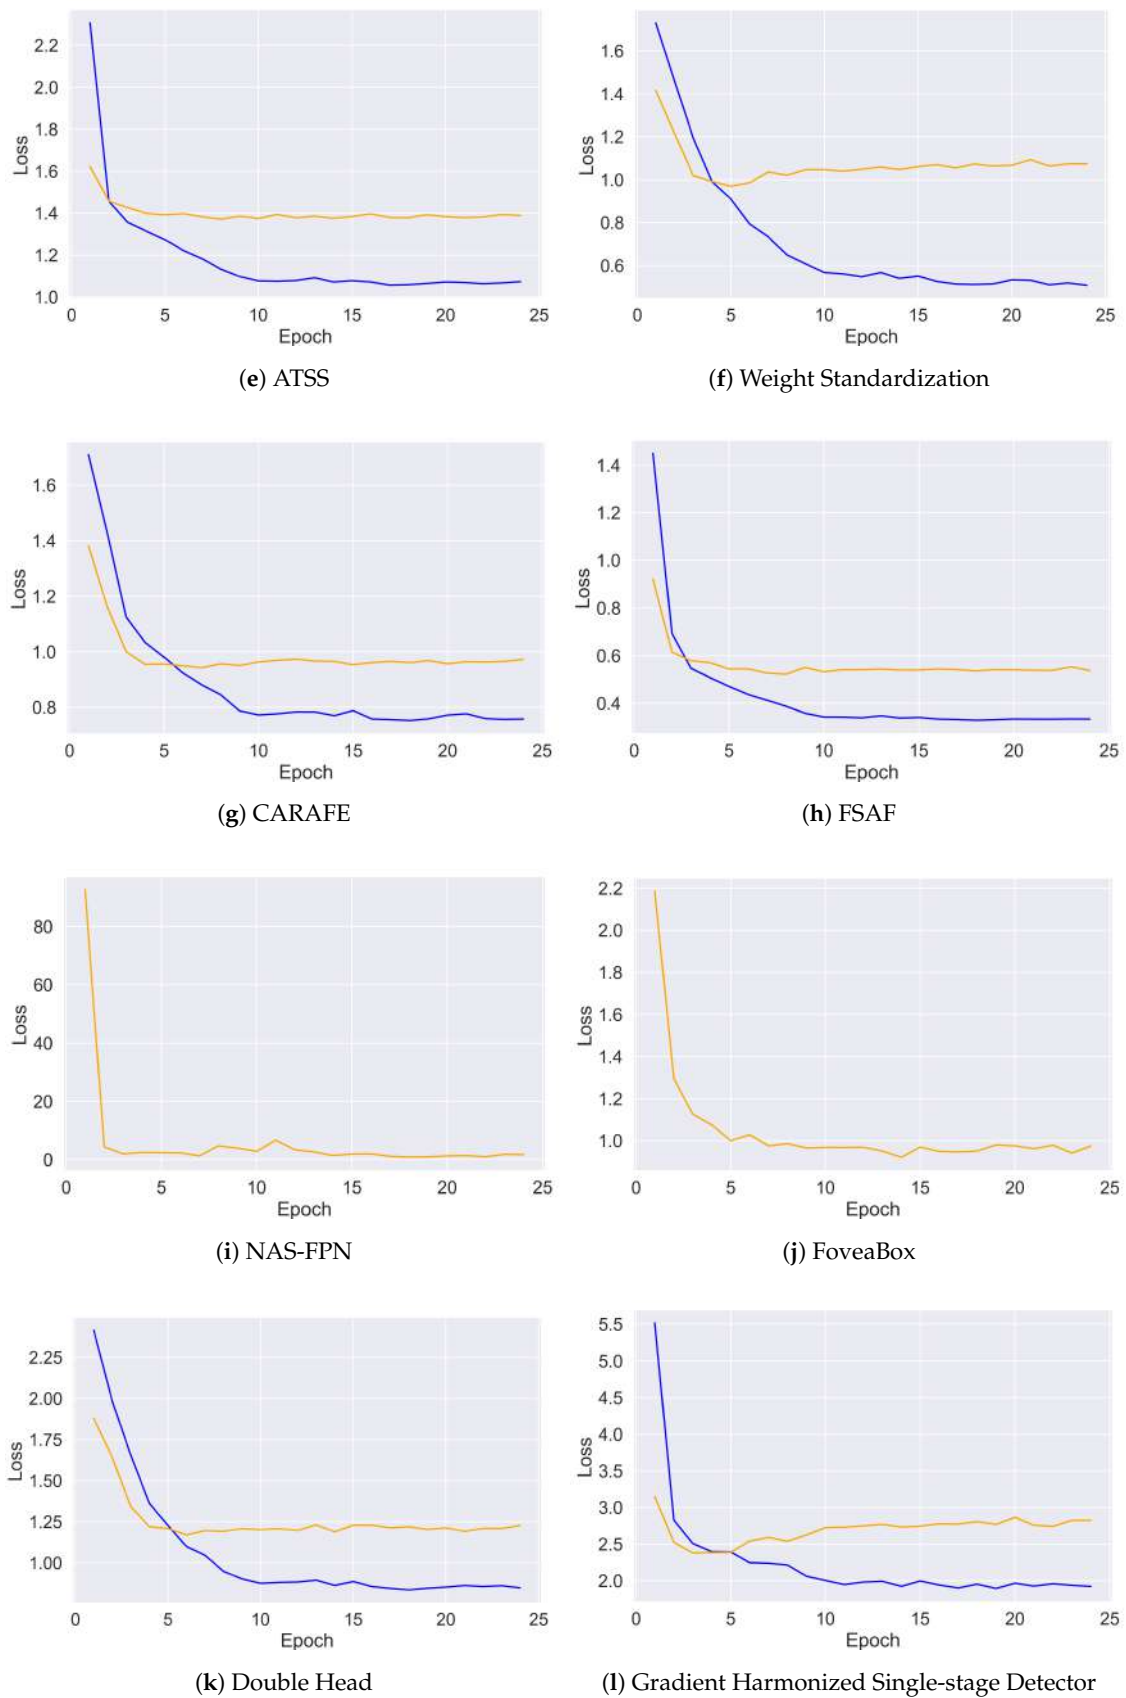 2.2
2.0
1.8
1.6
1.4
1.2
1.0
Loss
0 5 10 15 20 25
Epoch
(e) ATSS
1.6
1.4
1.2
1.0
0.8
0.6
Loss
0 5 10 15 20 25
Epoch
(f) Weight Standardization
1.6
1.4
1.2
1.0
0.8
Loss
0 5 10 15 20 25
Epoch
(g) CARAFE
1.4
1.2
1.0
0.8
0.6
0.4
Loss
0 5 10 15 20 25
Epoch
(h) FSAF
80
60
40
20
0
Loss
0 5 10 15 20 25
Epoch
(i) NAS-FPN
2.2
2.0
1.8
1.6
1.4
1.2
1.0
Loss
0 5 10 15 20 25
Epoch
(j) FoveaBox
2.25
2.00
1.75
1.50
1.25
1.00
Loss
0 5 10 15 20 25
Epoch
(k) Double Head
5.5
5.0
4.5
4.0
3.5
3.0
2.5
2.0
Loss
0 5 10 15 20 25
Epoch
(l) Gradient Harmonized Single-stage Detector